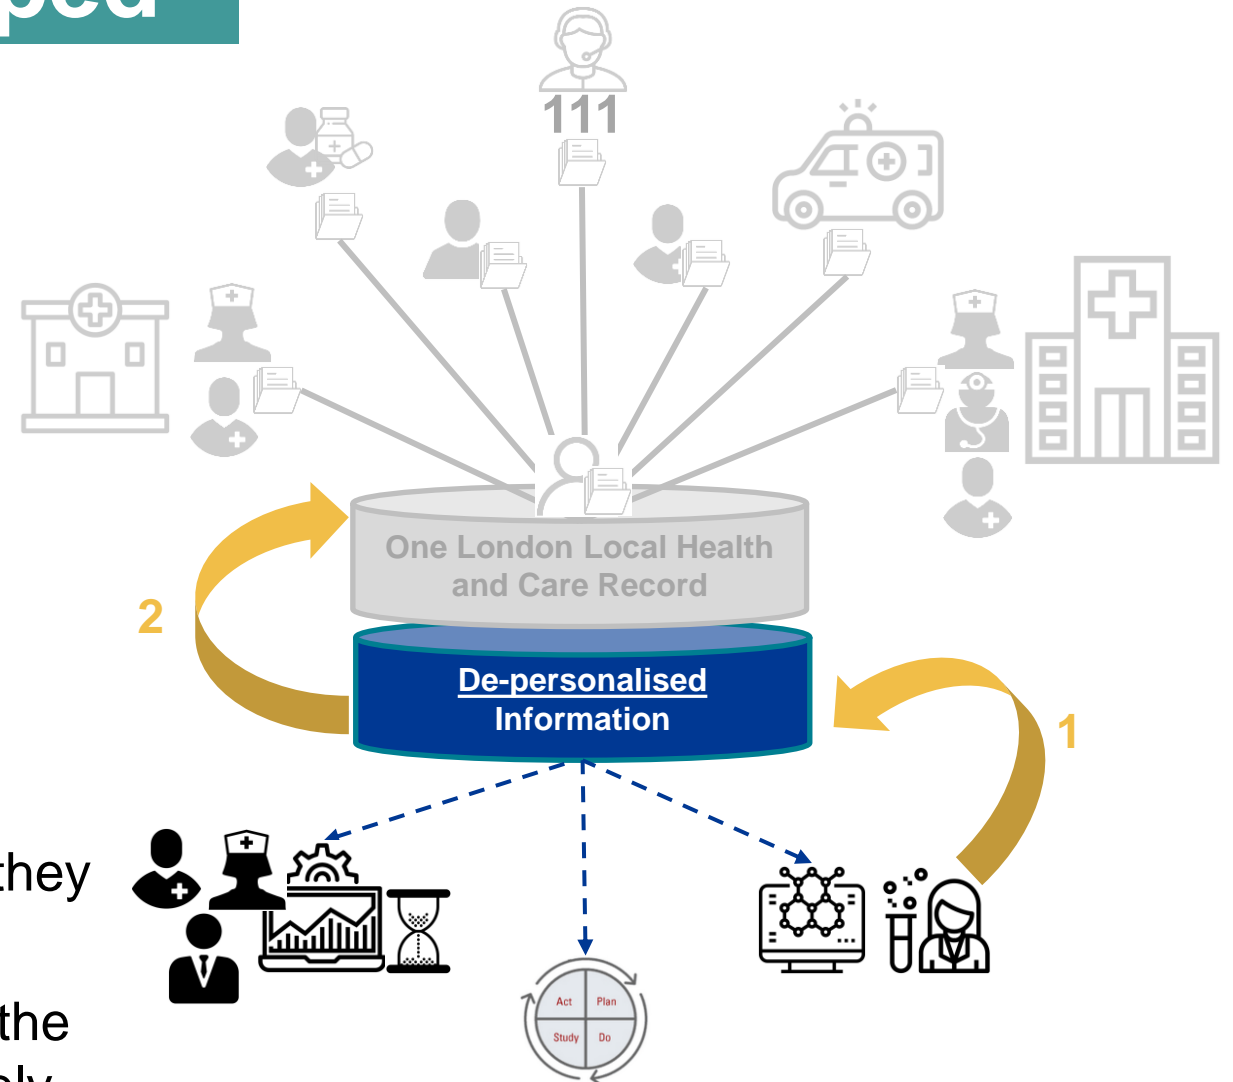 111
One London Local Health
and Care Record
2
De-personalised
Information
1
they
Act
Plan
Study
Do
the